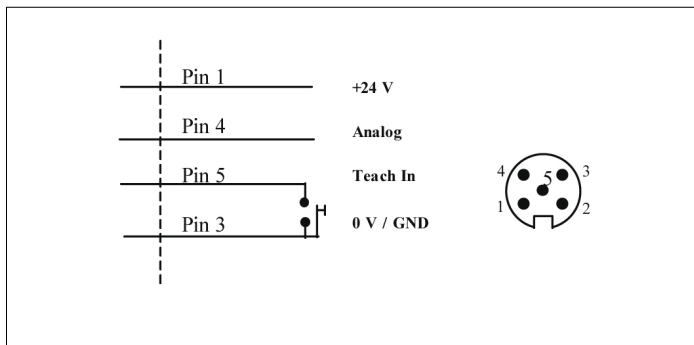 Pin 1
+24 V
Pin 4
Analog
Pin 5
Teach In
Pin 3
0 V / GND
4
5
3
1
2